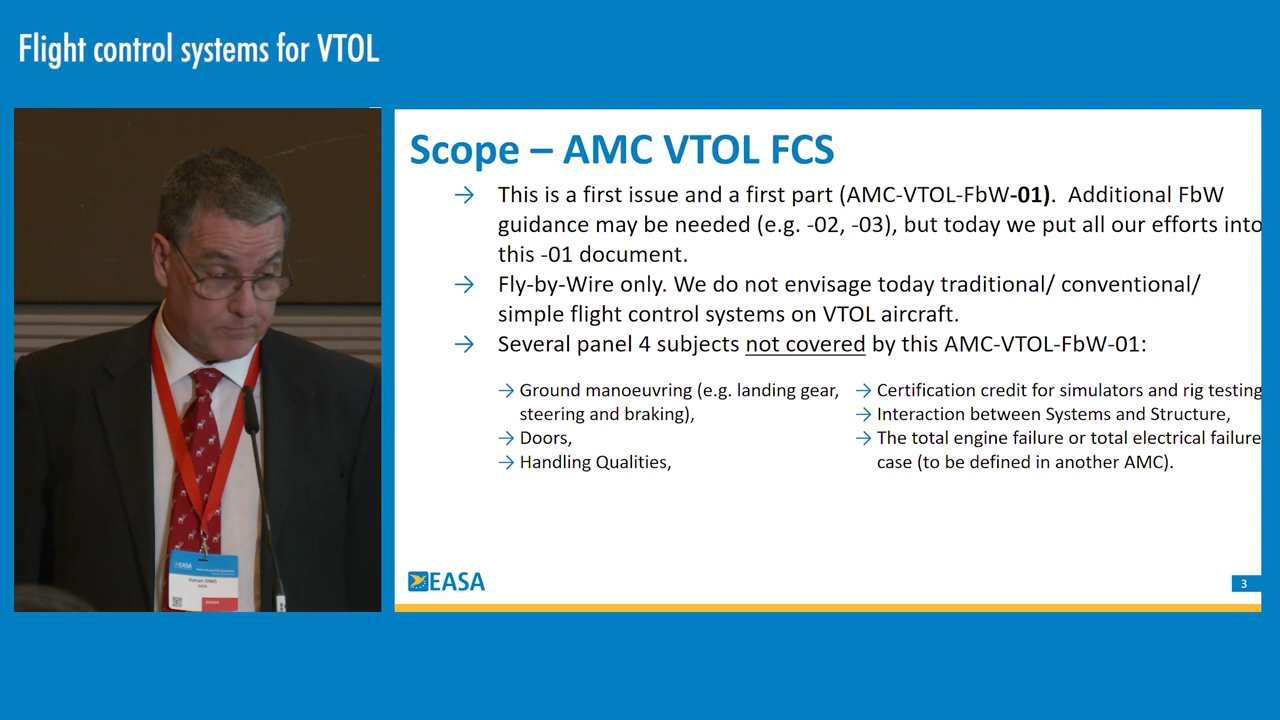 Flight control systems for VTOL
Scope – AMC VTOL FCS
→ This is a first issue and a first part (AMC-VTOL-FbW-01). Additional FbW
guidance may be needed (e.g. -02, -03), but today we put all our efforts into
this -01 document.
→ Fly-by-Wire only. We do not envisage today traditional/ conventional/
simple flight control systems on VTOL aircraft.
→ Several panel 4 subjects not covered by this AMC-VTOL-FbW-01:
→ Ground manoeuvring (e.g. landing gear,
steering and braking),
→ Doors,
→ Handling Qualities,
→ Certification credit for simulators and rig testing
→ Interaction between Systems and Structure,
→ The total engine failure or total electrical failure
case (to be defined in another AMC).
EASA
3
EASA
Duncan JONES